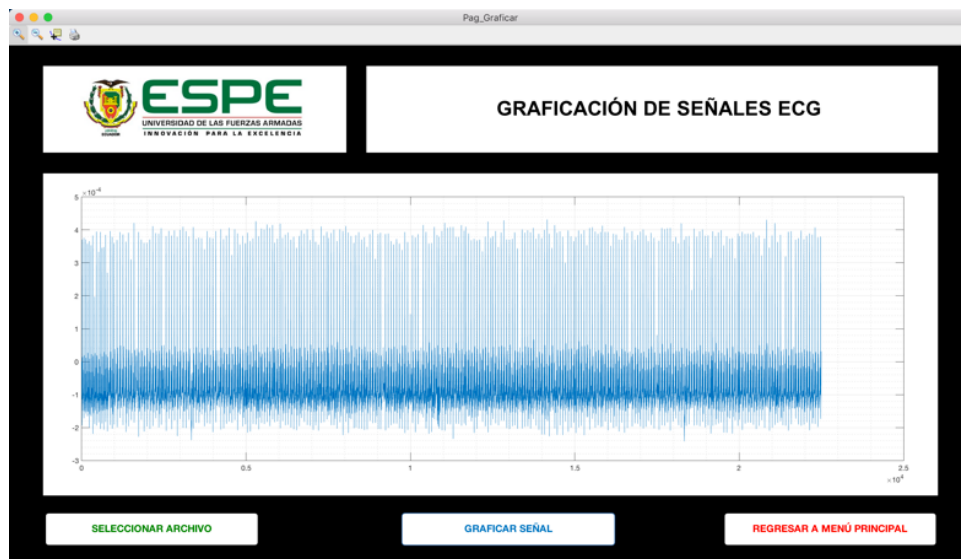 Pag_Graficar
ESPE
UNIVERSIDAD DE LAS FUERZAS ARMADAS
INNOVACIÓN PARA LA EXCELENCIA
GRAFICACIÓN DE SEÑALES ECG
×10⁻⁴
5
4
3
2
1
0
-1
-2
-3
0 0.5 1 1.5 2 2.5
×10⁴
SELECCIONAR ARCHIVO
GRAFICAR SEÑAL
REGRESAR A MENÚ PRINCIPAL